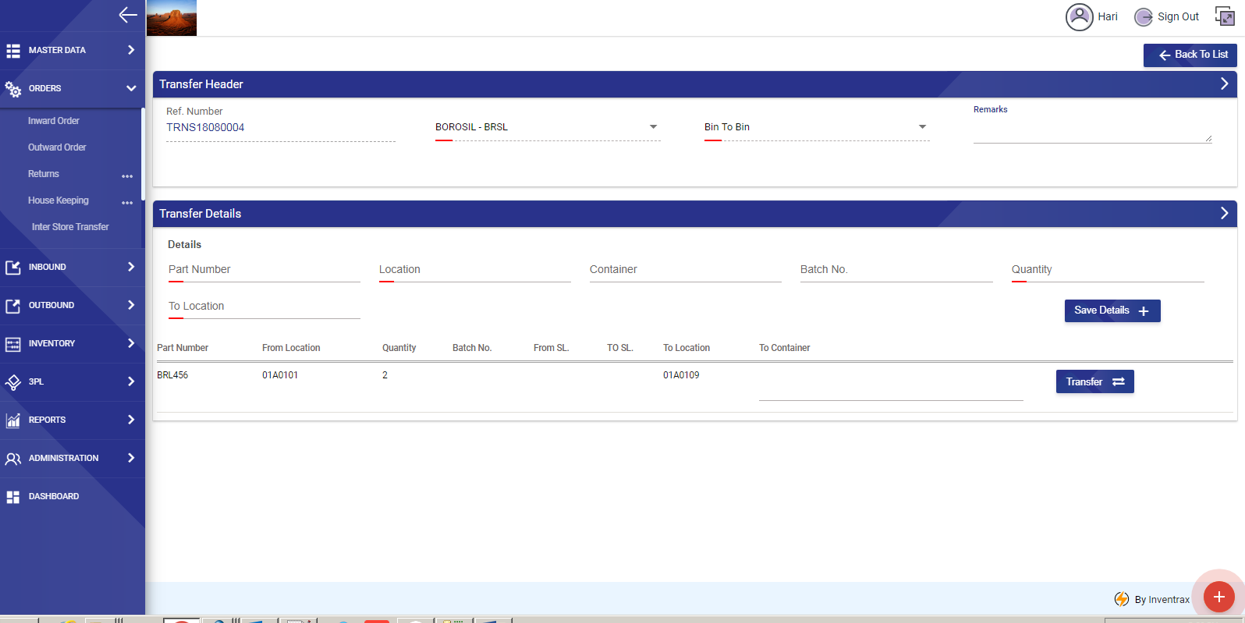 Hari Sign Out
MASTER DATA
ORDERS
Inward Order
Outward Order
Returns
House Keeping
Inter Store Transfer
INBOUND
OUTBOUND
INVENTORY
3PL
REPORTS
ADMINISTRATION
DASHBOARD
Back To List
Transfer Header
Ref. Number
TRNS18080004
BOROSIL - BRSL
Bin To Bin
Remarks
Transfer Details
Details
Part Number Location Container Batch No. Quantity
To Location
Save Details +
Part Number From Location Quantity Batch No. From SL. TO SL. To Location To Container
BRL456 01A0101 2 01A0109
Transfer
By Inventrax
+